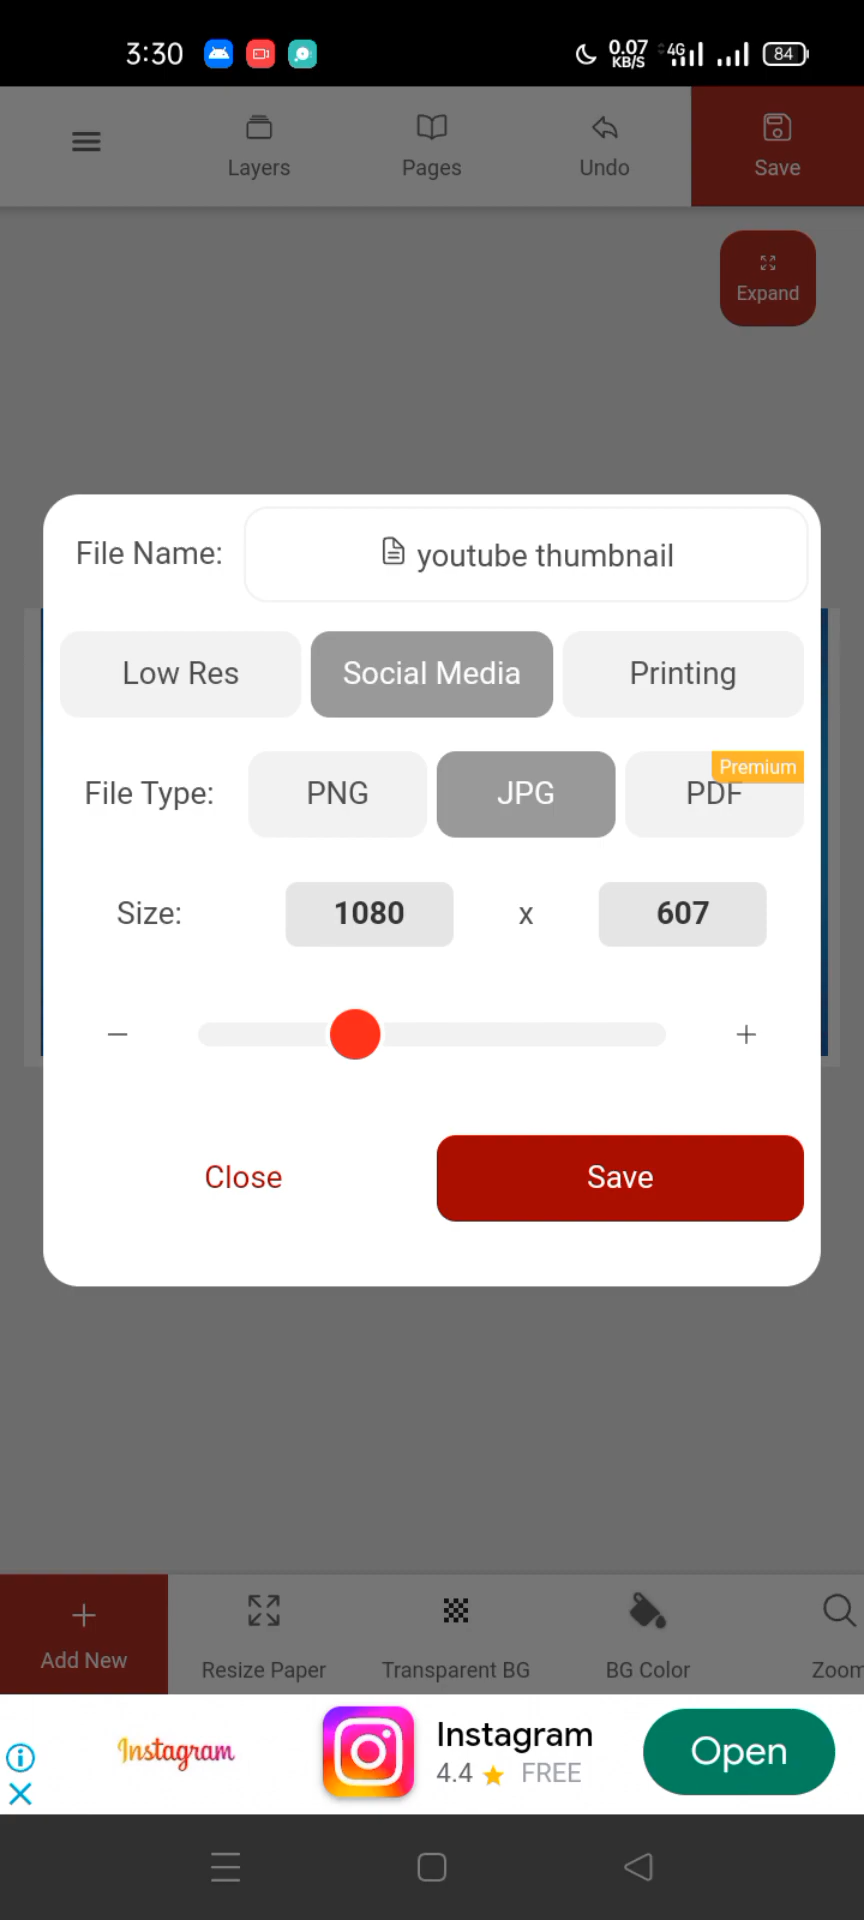 3:30
0.07 KB/S 4G 84
Layers Pages Undo Save
Expand
File Name: youtube thumbnail
Low Res Social Media Printing
Premium
File Type: PNG JPG PDF
Size: 1080 x 607
Close Save
Add New Resize Paper Transparent BG BG Color Zoom
Instagram
Instagram
4.4 FREE
Open